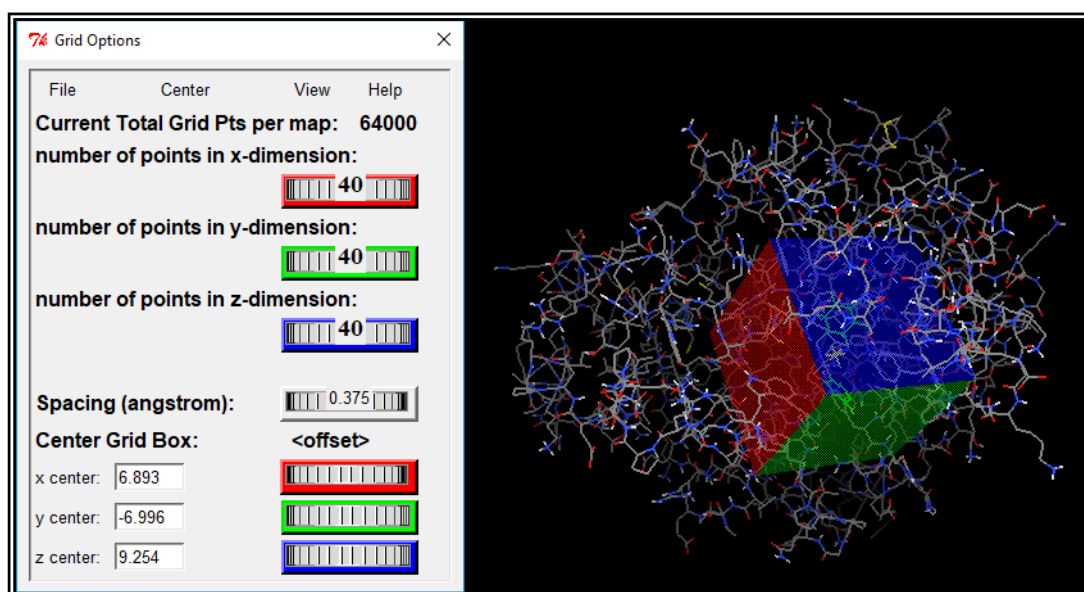 7% Grid Options
File Center View Help
Current Total Grid Pts per map: 64000
number of points in x-dimension:
40
number of points in y-dimension:
40
number of points in z-dimension:
40
Spacing (angstrom): 0.375
Center Grid Box: <offset>
x center: 6.893
y center: -6.996
z center: 9.254